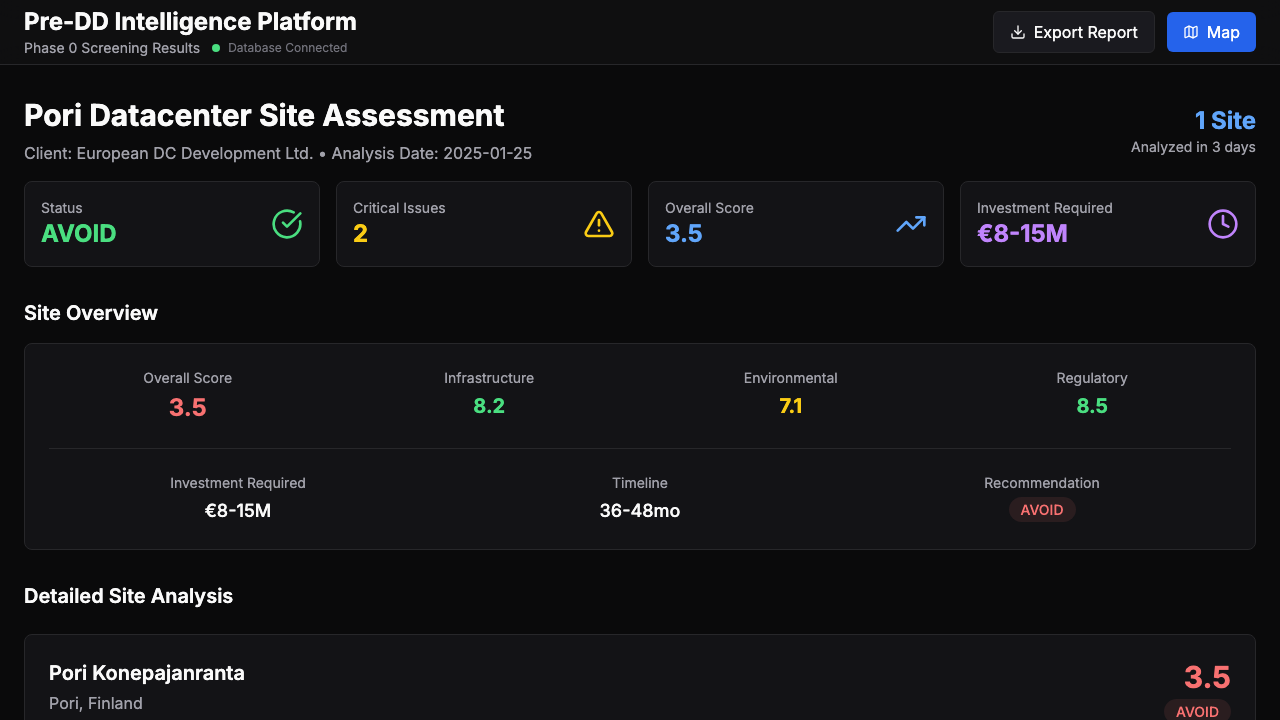 Pre-DD Intelligence Platform
Phase 0 Screening Results
Database Connected
Export Report
Map
Pori Datacenter Site Assessment
Client: European DC Development Ltd. • Analysis Date: 2025-01-25
1 Site
Analyzed in 3 days
Status
AVOID
Critical Issues
2
Overall Score
3.5
Investment Required
€8-15M
Site Overview
Overall Score
3.5
Infrastructure
8.2
Environmental
7.1
Regulatory
8.5
Investment Required
€8-15M
Timeline
36-48mo
Recommendation
AVOID
Detailed Site Analysis
Pori Konepajanranta
Pori, Finland
3.5
AVOID